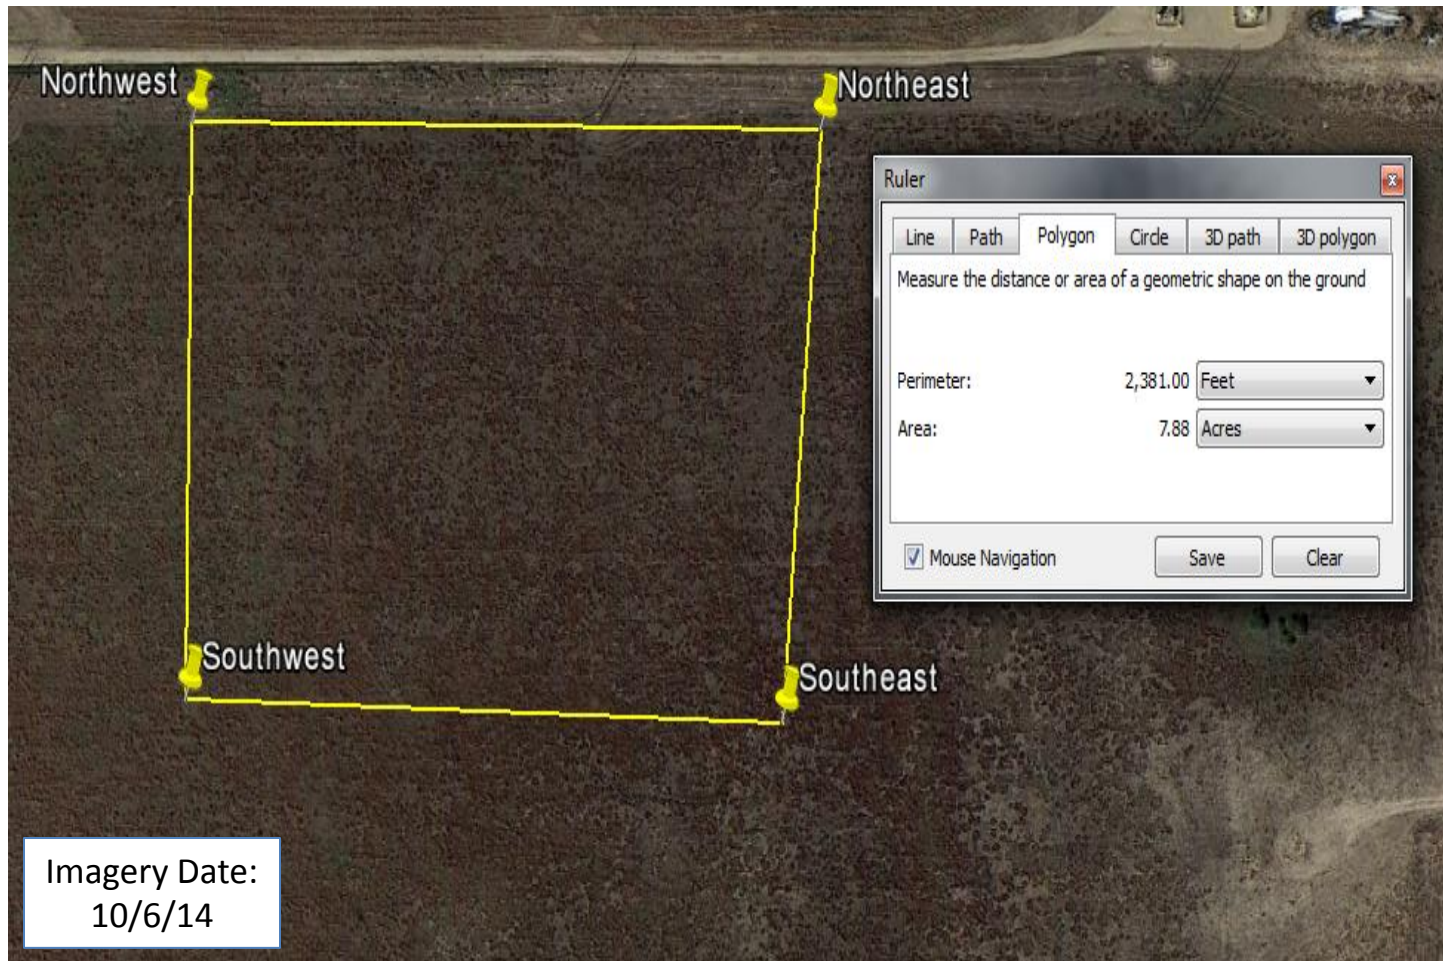 Northwest
Northeast
Ruler
Line Path Polygon Circle 3D path 3D polygon
Measure the distance or area of a geometric shape on the ground
Perimeter: 2,381.00 Feet
Area: 7.88 Acres
Mouse Navigation Save Clear
Southwest
Southeast
Imagery Date:
10/6/14